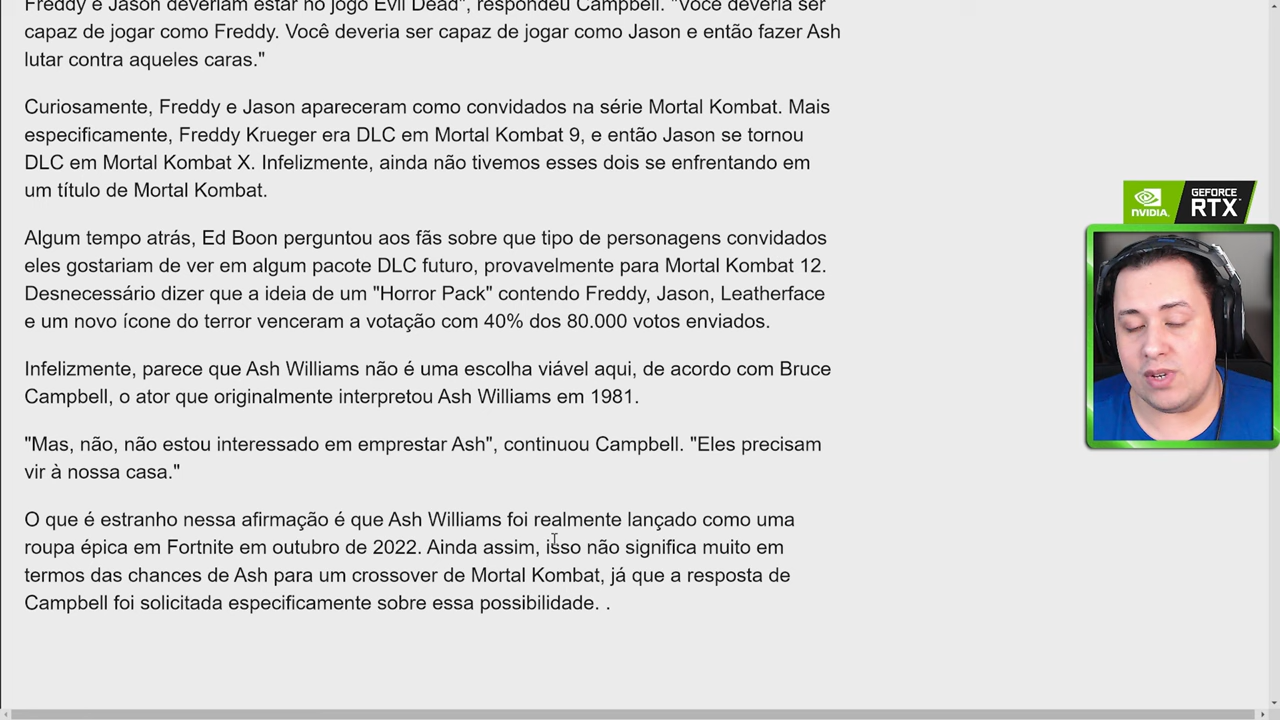 Freddy e Jason deveriam estar no jogo Evil Dead", respondeu Campbell. "Você deveria ser
capaz de jogar como Freddy. Você deveria ser capaz de jogar como Jason e então fazer Ash
lutar contra aqueles caras."
Curiosamente, Freddy e Jason apareceram como convidados na série Mortal Kombat. Mais
especificamente, Freddy Krueger era DLC em Mortal Kombat 9, e então Jason se tornou
DLC em Mortal Kombat X. Infelizmente, ainda não tivemos esses dois se enfrentando em
um título de Mortal Kombat.
Algum tempo atrás, Ed Boon perguntou aos fãs sobre que tipo de personagens convidados
eles gostariam de ver em algum pacote DLC futuro, provavelmente para Mortal Kombat 12.
Desnecessário dizer que a ideia de um "Horror Pack" contendo Freddy, Jason, Leatherface
e um novo ícone do terror venceram a votação com 40% dos 80.000 votos enviados.
Infelizmente, parece que Ash Williams não é uma escolha viável aqui, de acordo com Bruce
Campbell, o ator que originalmente interpretou Ash Williams em 1981.
"Mas, não, não estou interessado em emprestar Ash", continuou Campbell. "Eles precisam
vir à nossa casa."
O que é estranho nessa afirmação é que Ash Williams foi realmente lançado como uma
roupa épica em Fortnite em outubro de 2022. Ainda assim, isso não significa muito em
termos das chances de Ash para um crossover de Mortal Kombat, já que a resposta de
Campbell foi solicitada especificamente sobre essa possibilidade. .
NVIDIA.
GEFORCE
RTX